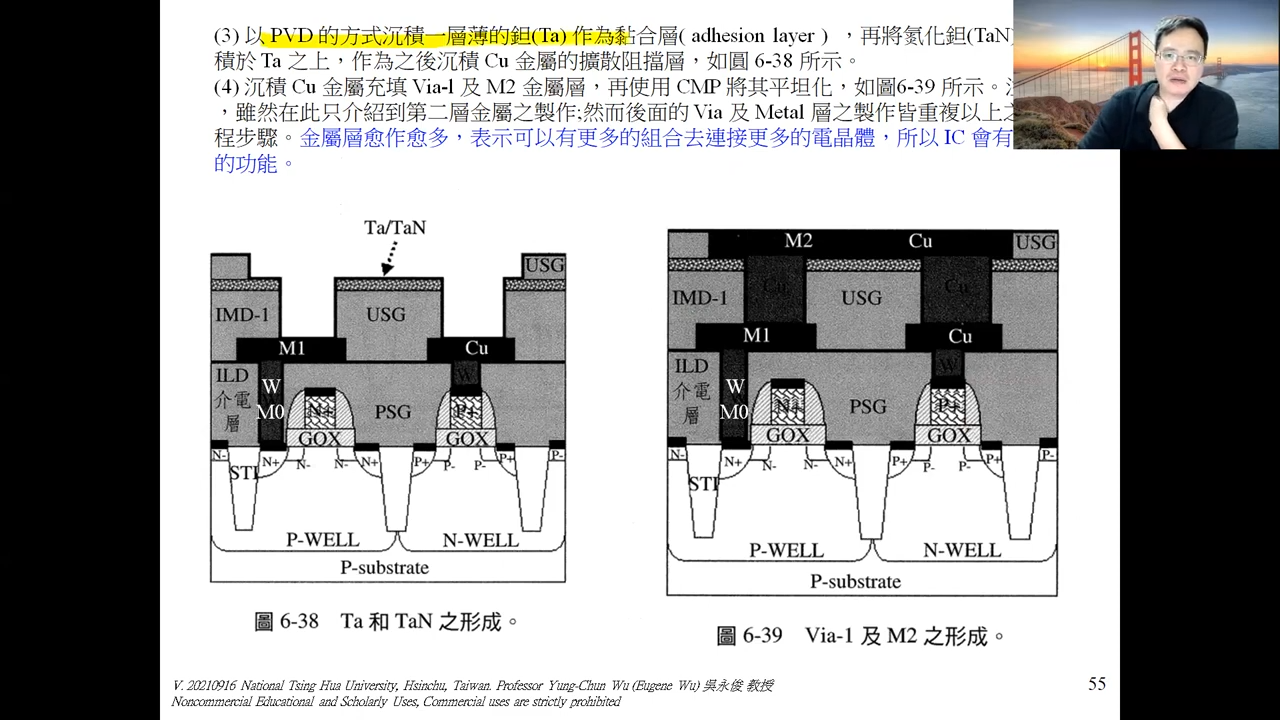 (3) 以 PVD 的方式沉積一層薄的鉭(Ta) 作為黏合層( adhesion layer ) ，再將氮化鉭(TaN)
積於 Ta 之上，作為之後沉積 Cu 金屬的擴散阻擋層，如圖 6-38 所示。
(4) 沉積 Cu 金屬充填 Via-1 及 M2 金屬層，再使用 CMP 將其平坦化，如圖6-39 所示。
，雖然在此只介紹到第二層金屬之製作;然而後面的 Via 及 Metal 層之製作皆重複以上之
程步驟。金屬層愈作愈多，表示可以有更多的組合去連接更多的電晶體，所以 IC 會有
的功能。
Ta/TaN
USG
IMD-1
USG
M1
Cu
ILD
介電
層
W
M0
W
PSG
N+
P+
GOX
GOX
N-
N+
N-
N-
N+
P+
P-
P-
P+
P-
STI
P-WELL
N-WELL
P-substrate
圖 6-38 Ta 和 TaN 之形成。
M2
Cu
USG
IMD-1
Cu
USG
Cu
M1
Cu
ILD
介電
層
W
M0
W
PSG
N+
P+
GOX
GOX
N-
N+
N-
N-
N+
P+
P-
P-
P+
P-
STI
P-WELL
N-WELL
P-substrate
圖 6-39 Via-1 及 M2 之形成。
V. 20210916 National Tsing Hua University, Hsinchu, Taiwan. Professor Yung-Chun Wu (Eugene Wu) 吳永俊 教授
Noncommercial Educational and Scholarly Uses, Commercial uses are strictly prohibited
55